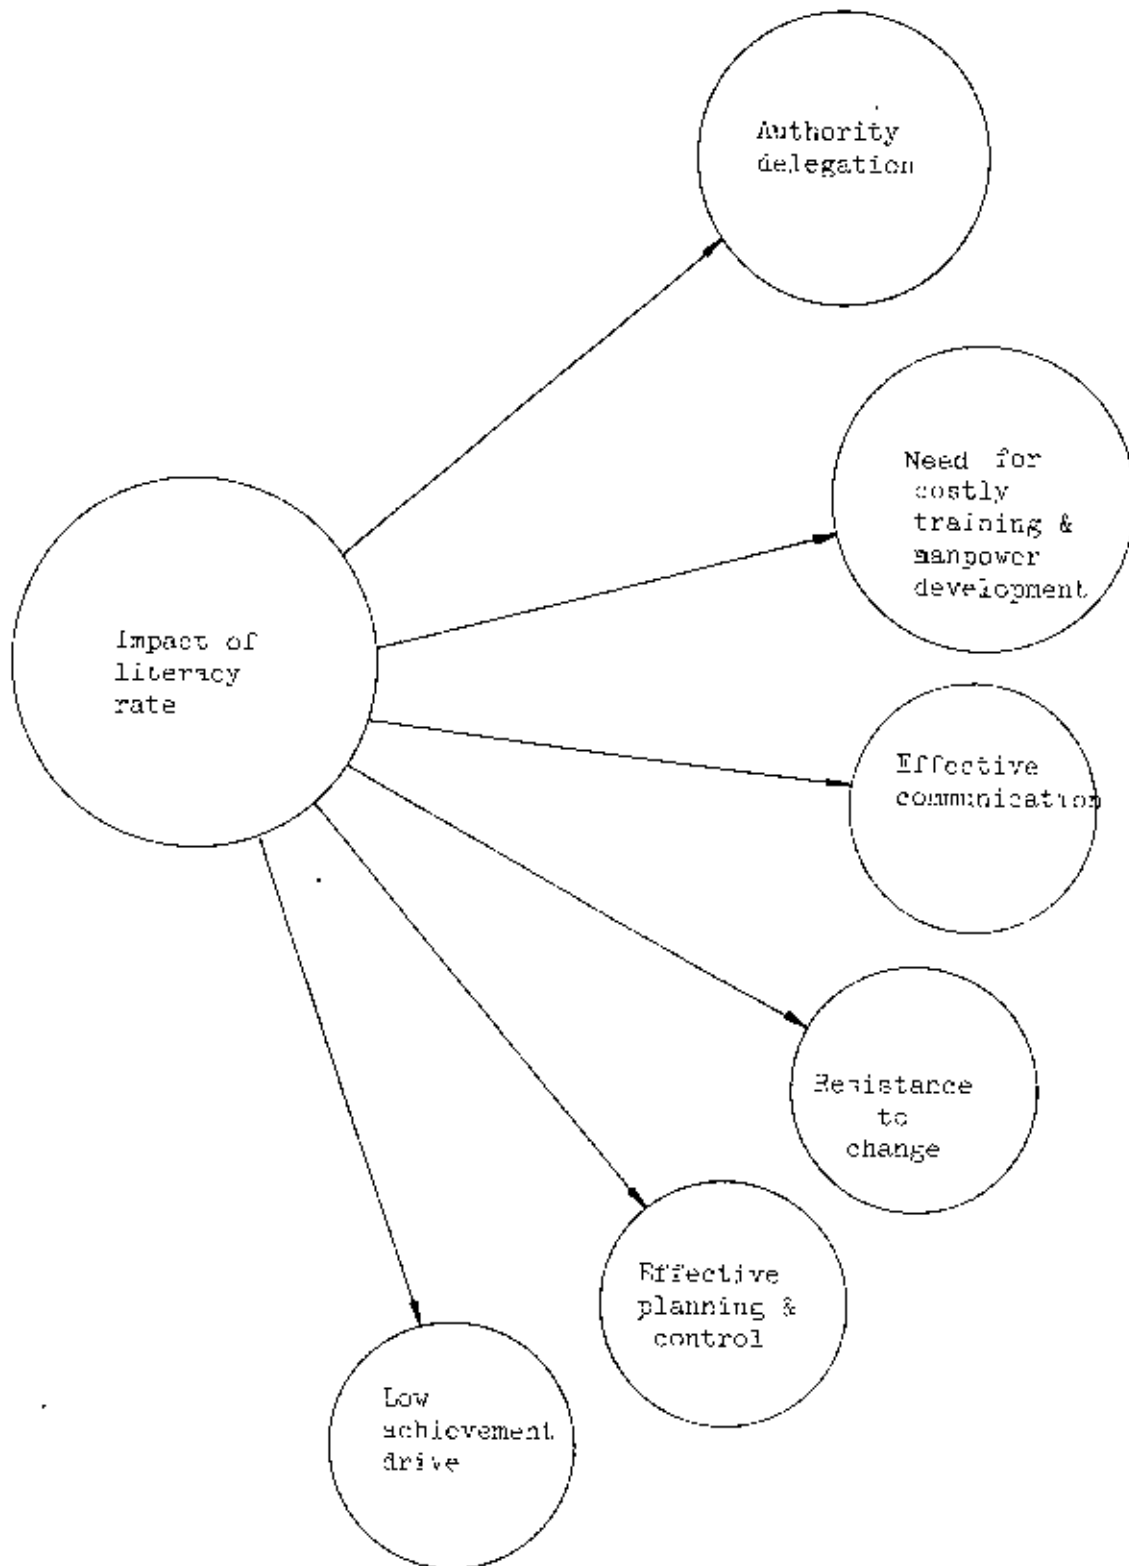 Authority
delegation
Need for
costly
training &
manpower
development
Impact of
literacy
rate
Effective
communication
Resistance
to
change
Effective
planning &
control
Low
achievement
drive